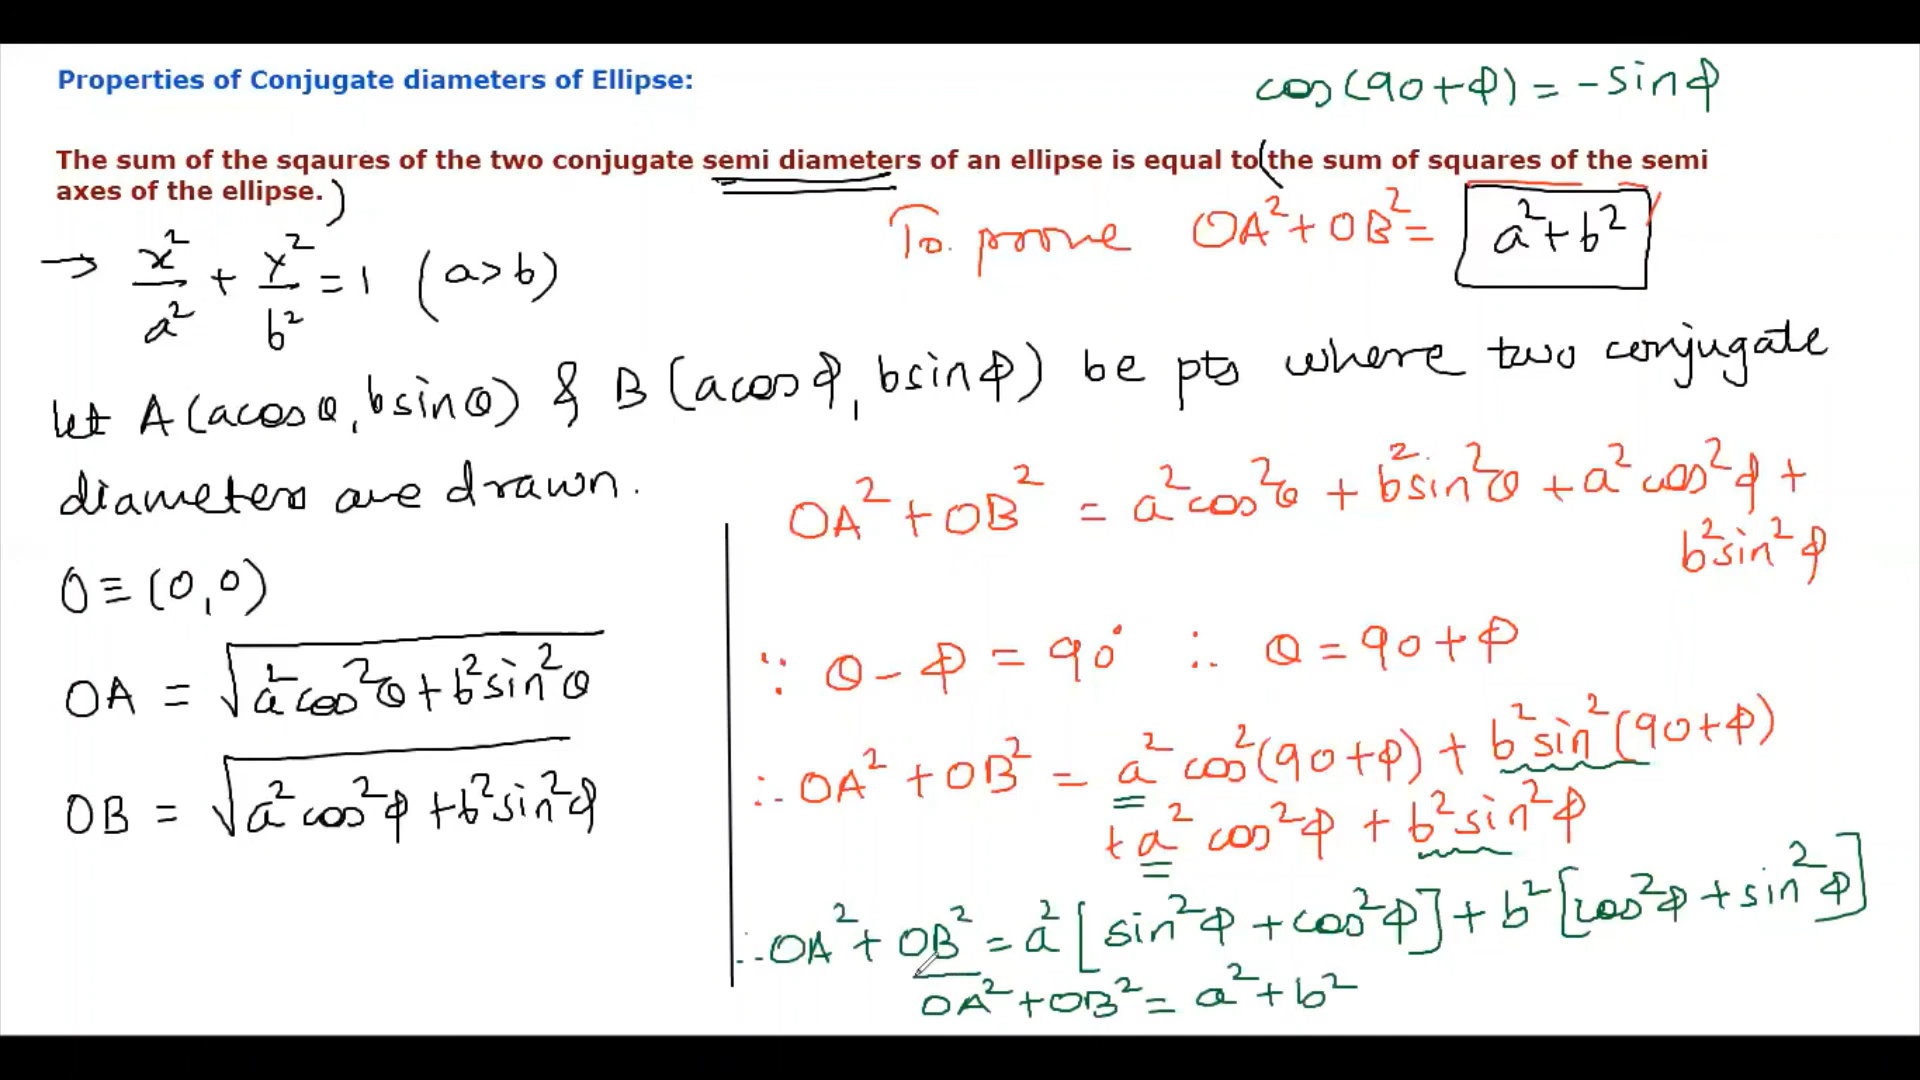 Properties of Conjugate diameters of Ellipse:
cos(90+φ) = -sinφ
The sum of the sqaures of the two conjugate semi diameters of an ellipse is equal to (the sum of squares of the semi
axes of the ellipse. )
To prove OA² + OB² = a² + b²
→ x²/a² + y²/b² = 1 (a>b)
let A(acosθ, bsinθ) & B(acosφ, bsinφ) be pts where two conjugate
diameters are drawn.
O ≡ (0,0)
OA = √(a²cos²θ + b²sin²θ)
OB = √(a²cos²φ + b²sin²φ)
OA² + OB² = a²cos²θ + b²sin²θ + a²cos²φ +
b²sin²φ
∵ θ - φ = 90° ∴ θ = 90+φ
∴ OA² + OB² = a²cos²(90+φ) + b²sin²(90+φ)
+ a²cos²φ + b²sin²φ
∴ OA² + OB² = a²[sin²φ + cos²φ] + b²[cos²φ + sin²φ]
OA² + OB² = a² + b²